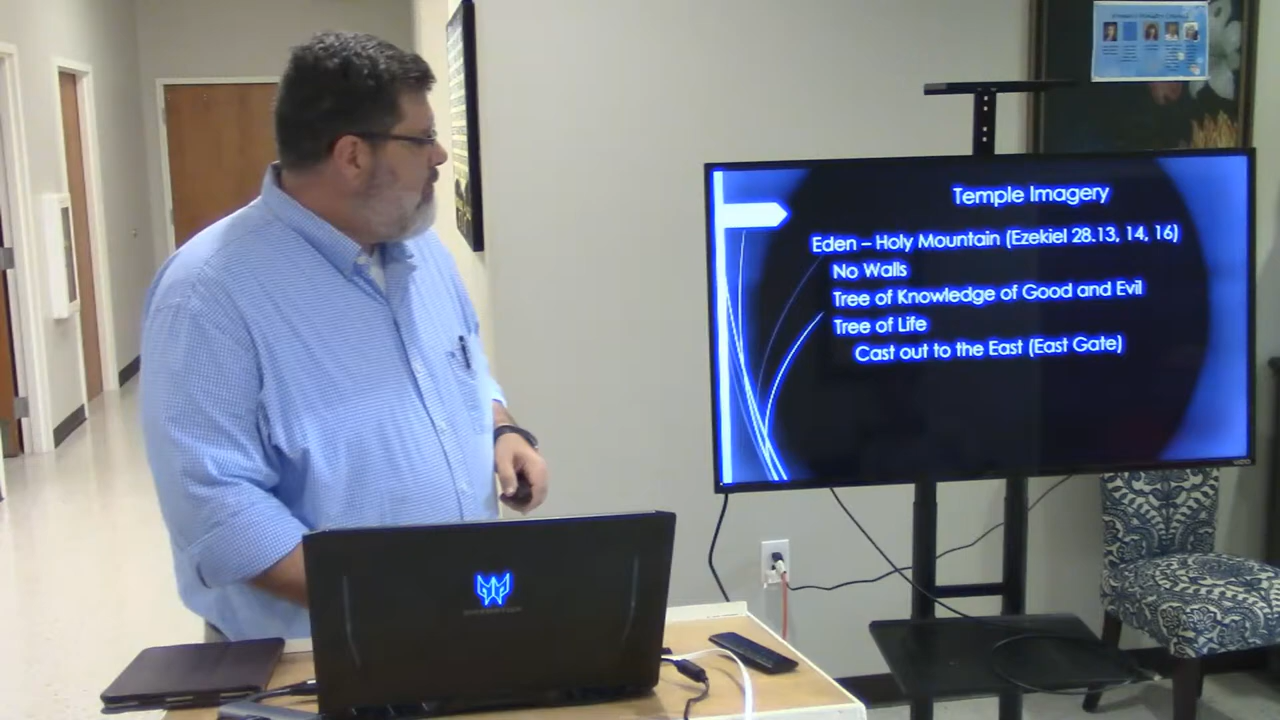 Temple Imagery
Eden – Holy Mountain (Ezekiel 28.13, 14, 16)
No Walls
Tree of Knowledge of Good and Evil
Tree of Life
Cast out to the East (East Gate)